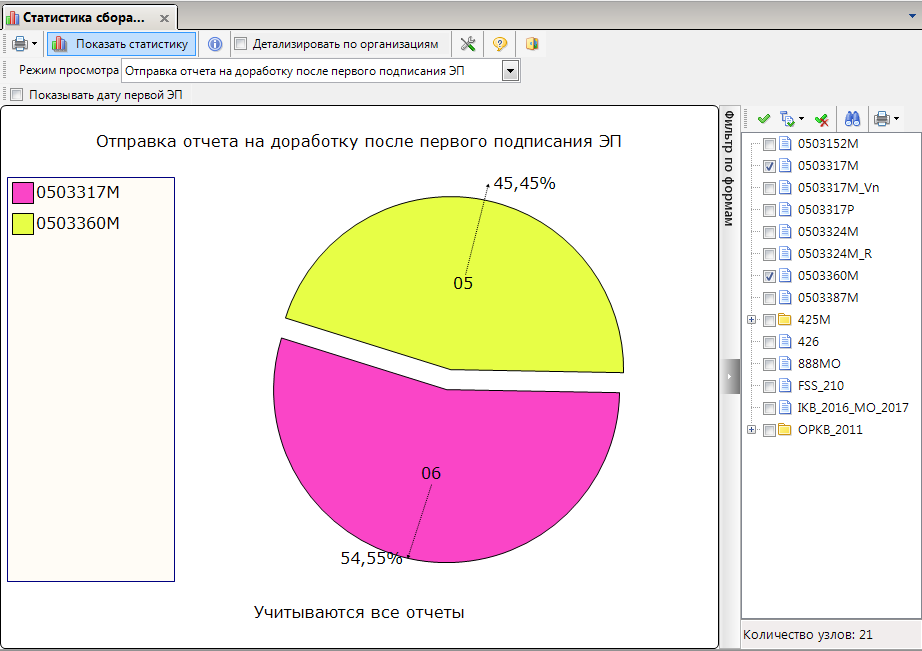 Статистика сбора...
Показать статистику
Детализировать по организациям
Режим просмотра
Отправка отчета на доработку после первого подписания ЭП
Показывать дату первой ЭП
Отправка отчета на доработку после первого подписания ЭП
0503317M
0503360M
45,45%
05
06
54,55%
Учитываются все отчеты
Фильтр по формам
0503152M
0503317M
0503317M_Vn
0503317P
0503324M
0503324M_R
0503360M
0503387M
425M
426
888MO
FSS_210
IKB_2016_MO_2017
OPKB_2011
Количество узлов: 21